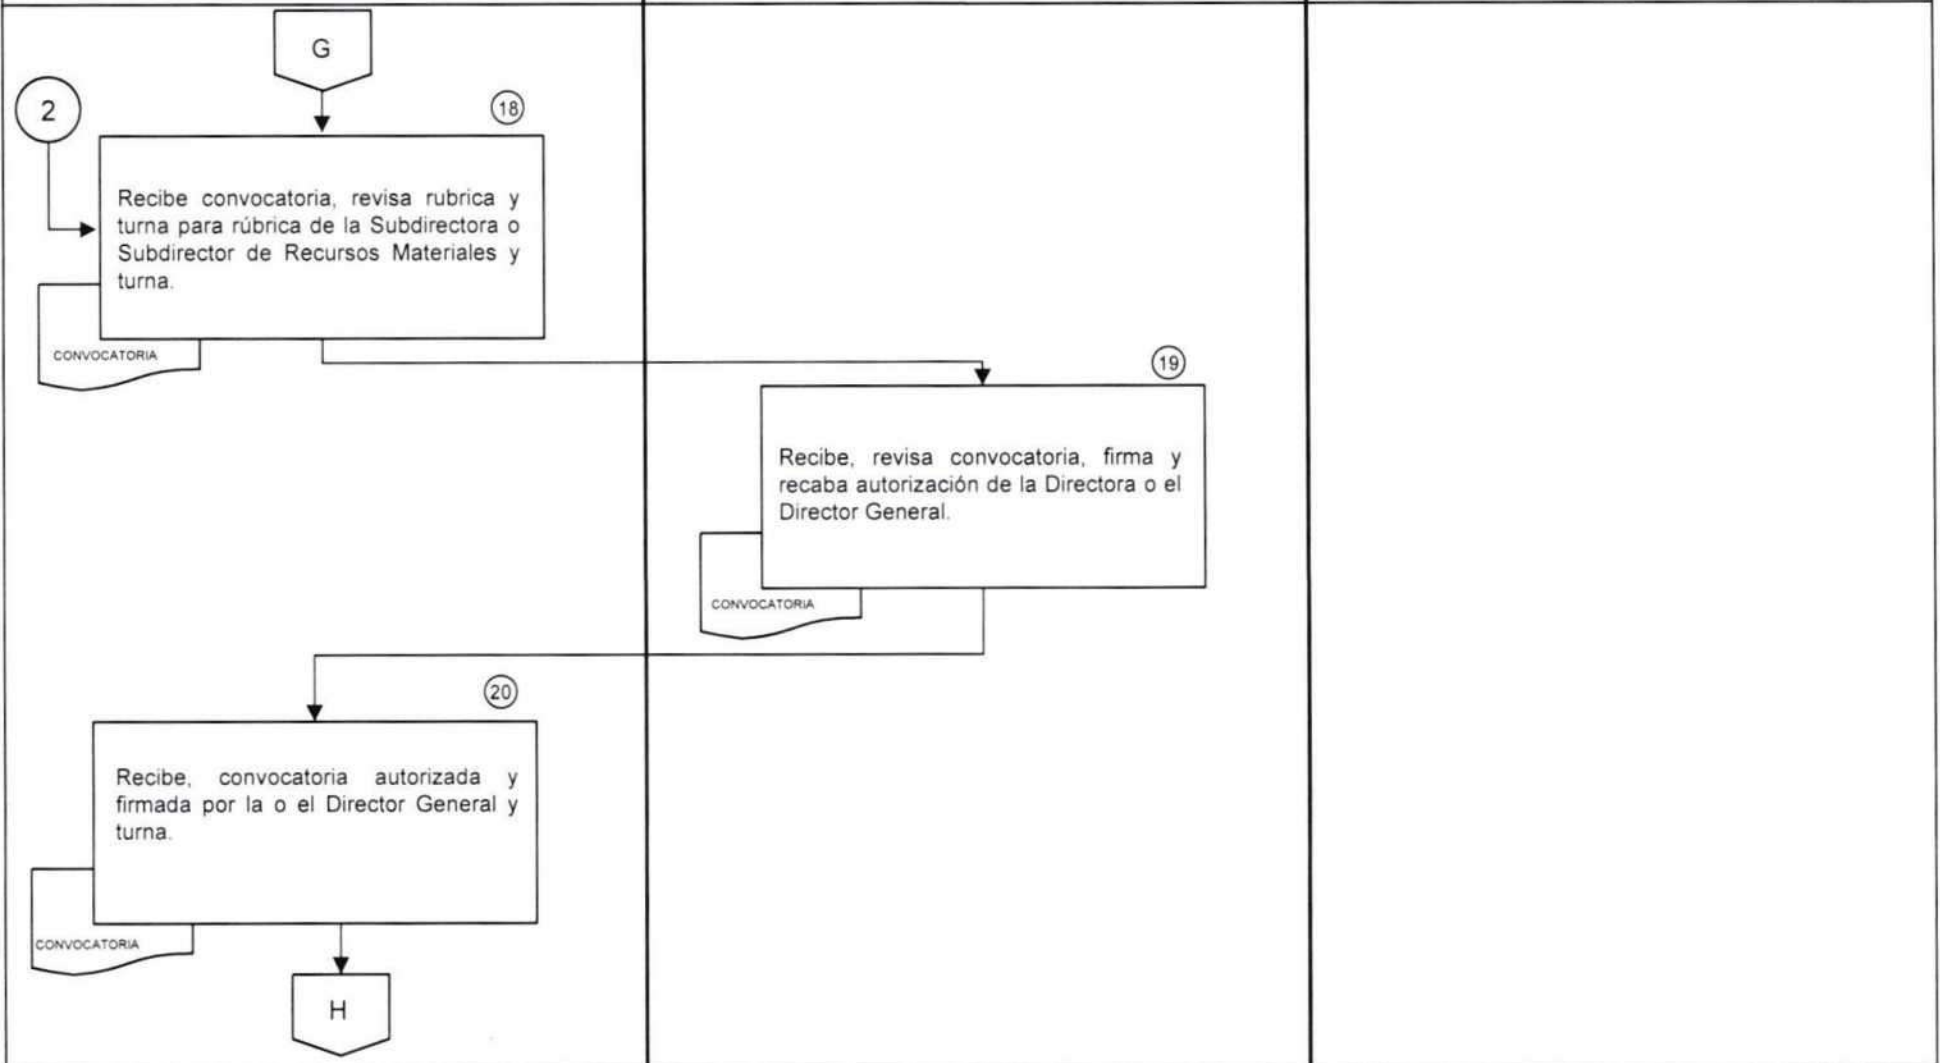 G
2
18
Recibe convocatoria, revisa rubrica y
turna para rúbrica de la Subdirectora o
Subdirector de Recursos Materiales y
turna.
CONVOCATORIA
19
Recibe, revisa convocatoria, firma y
recaba autorización de la Directora o el
Director General.
CONVOCATORIA
20
Recibe, convocatoria autorizada y
firmada por la o el Director General y
turna.
CONVOCATORIA
H